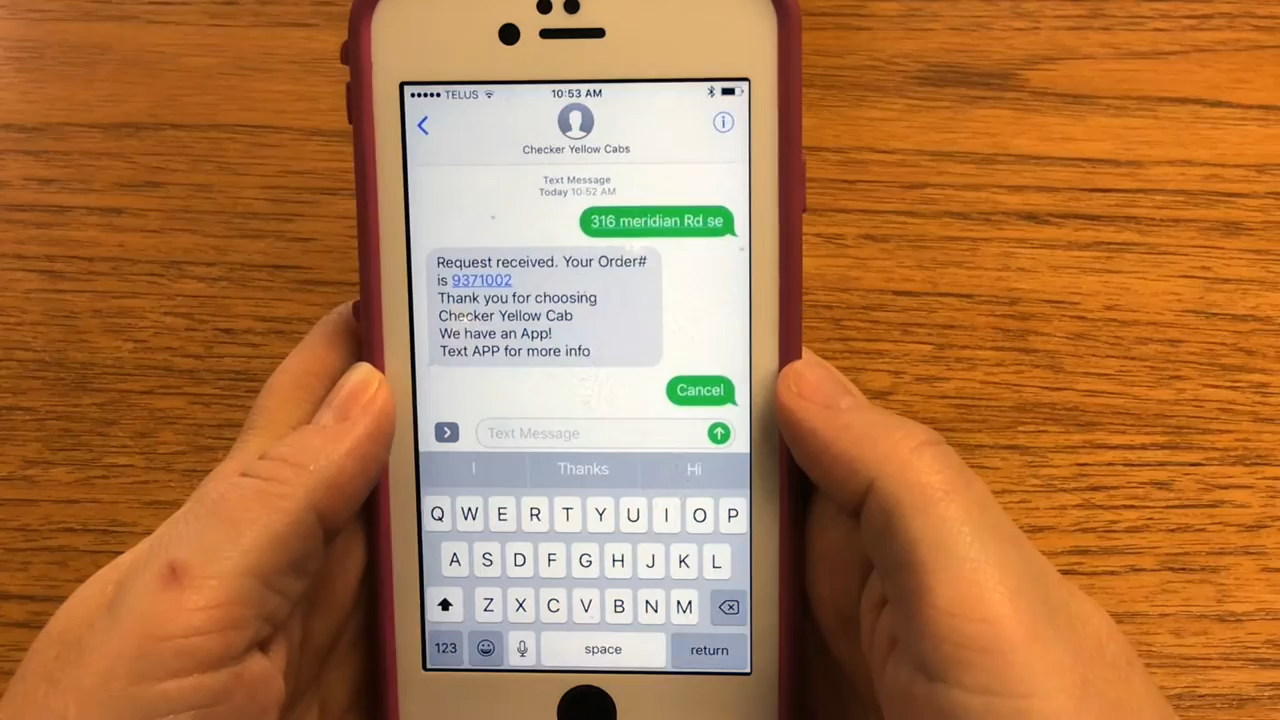 TELUS
10:53 AM
Checker Yellow Cabs
Text Message
Today 10:52 AM
316 meridian Rd se
Request received. Your Order#
is 9371002
Thank you for choosing
Checker Yellow Cab
We have an App!
Text APP for more info
Cancel
Text Message
I Thanks Hi
Q W E R T Y U I O P
A S D F G H J K L
Z X C V B N M
123 space return